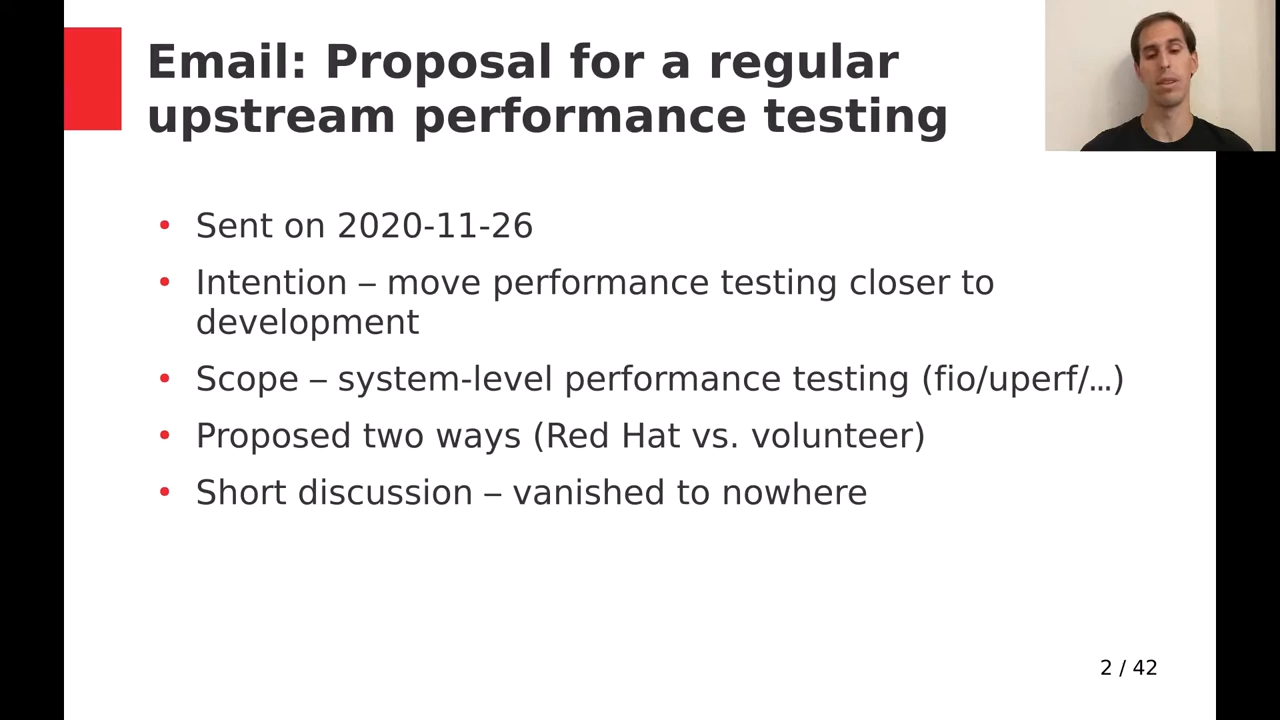 Email: Proposal for a regular
upstream performance testing
• Sent on 2020-11-26
• Intention – move performance testing closer to
development
• Scope – system-level performance testing (fio/uperf/…)
• Proposed two ways (Red Hat vs. volunteer)
• Short discussion – vanished to nowhere
2 / 42